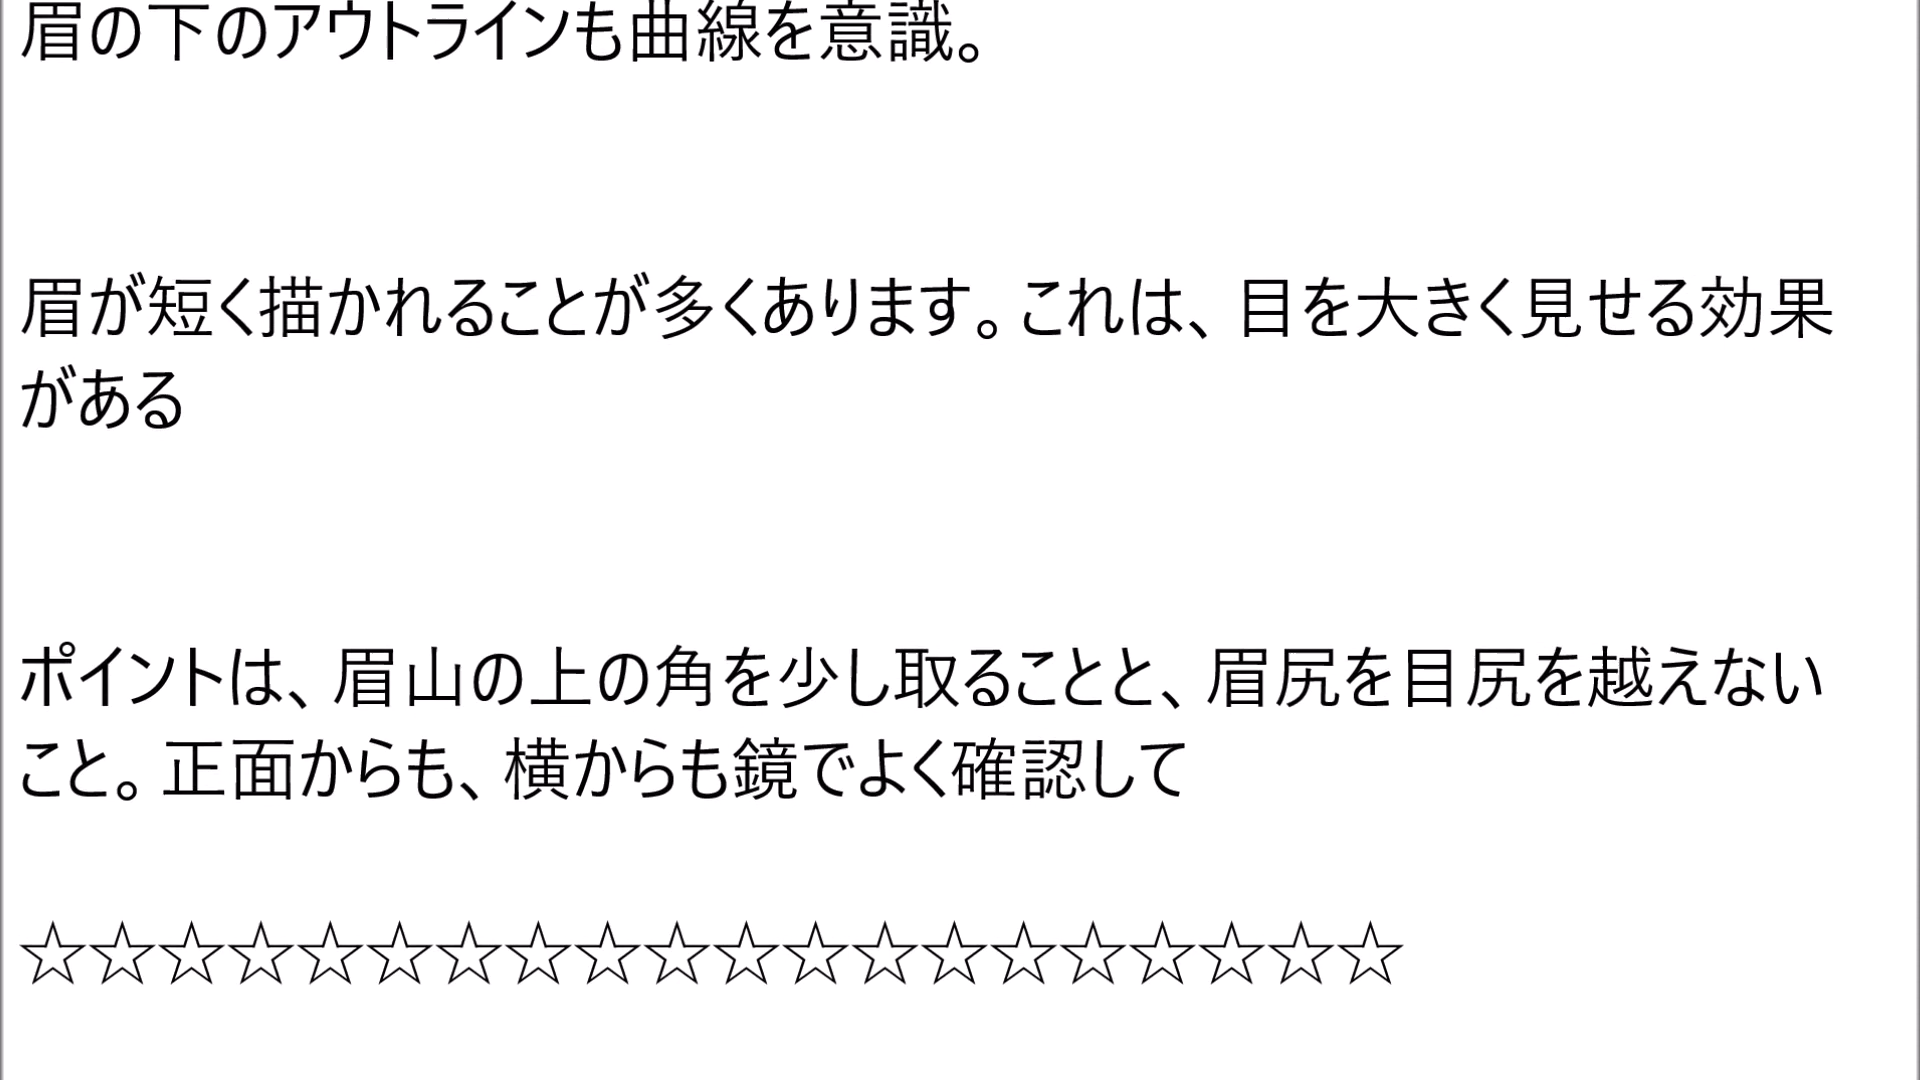 眉の下のアウトラインも曲線を意識。
眉が短く描かれることが多くあります。これは、目を大きく見せる効果
がある
ポイントは、眉山の上の角を少し取ることと、眉尻を目尻を越えない
こと。正面からも、横からも鏡でよく確認して
☆☆☆☆☆☆☆☆☆☆☆☆☆☆☆☆☆☆☆☆